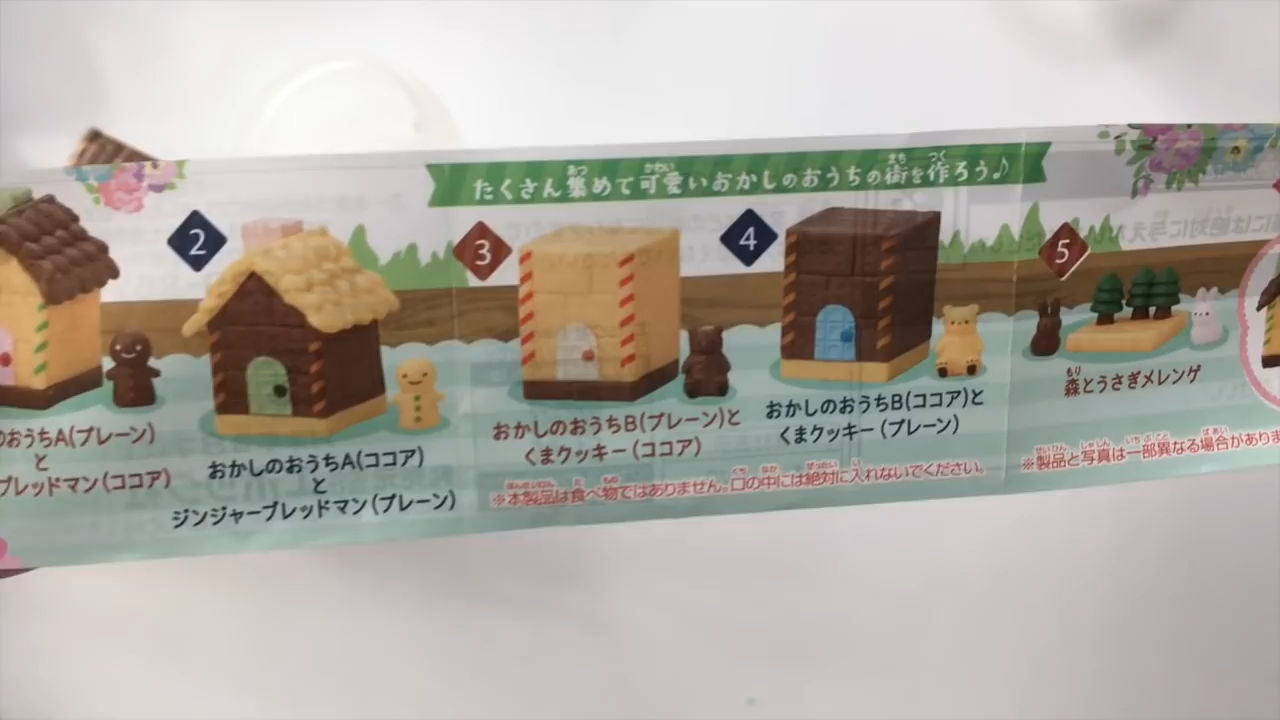 たくさん集めて可愛いおかしのおうちの街を作ろう♪
2
3
4
5
のおうちA(プレーン)
と
ブレッドマン(ココア)
おかしのおうちA(ココア)
と
ジンジャーブレッドマン(プレーン)
おかしのおうちB(プレーン)と
くまクッキー(ココア)
おかしのおうちB(ココア)と
くまクッキー(プレーン)
森とうさぎメレンゲ
※本製品は食べ物ではありません。口の中には絶対に入れないでください。
※製品と写真は一部異なる場合がありま